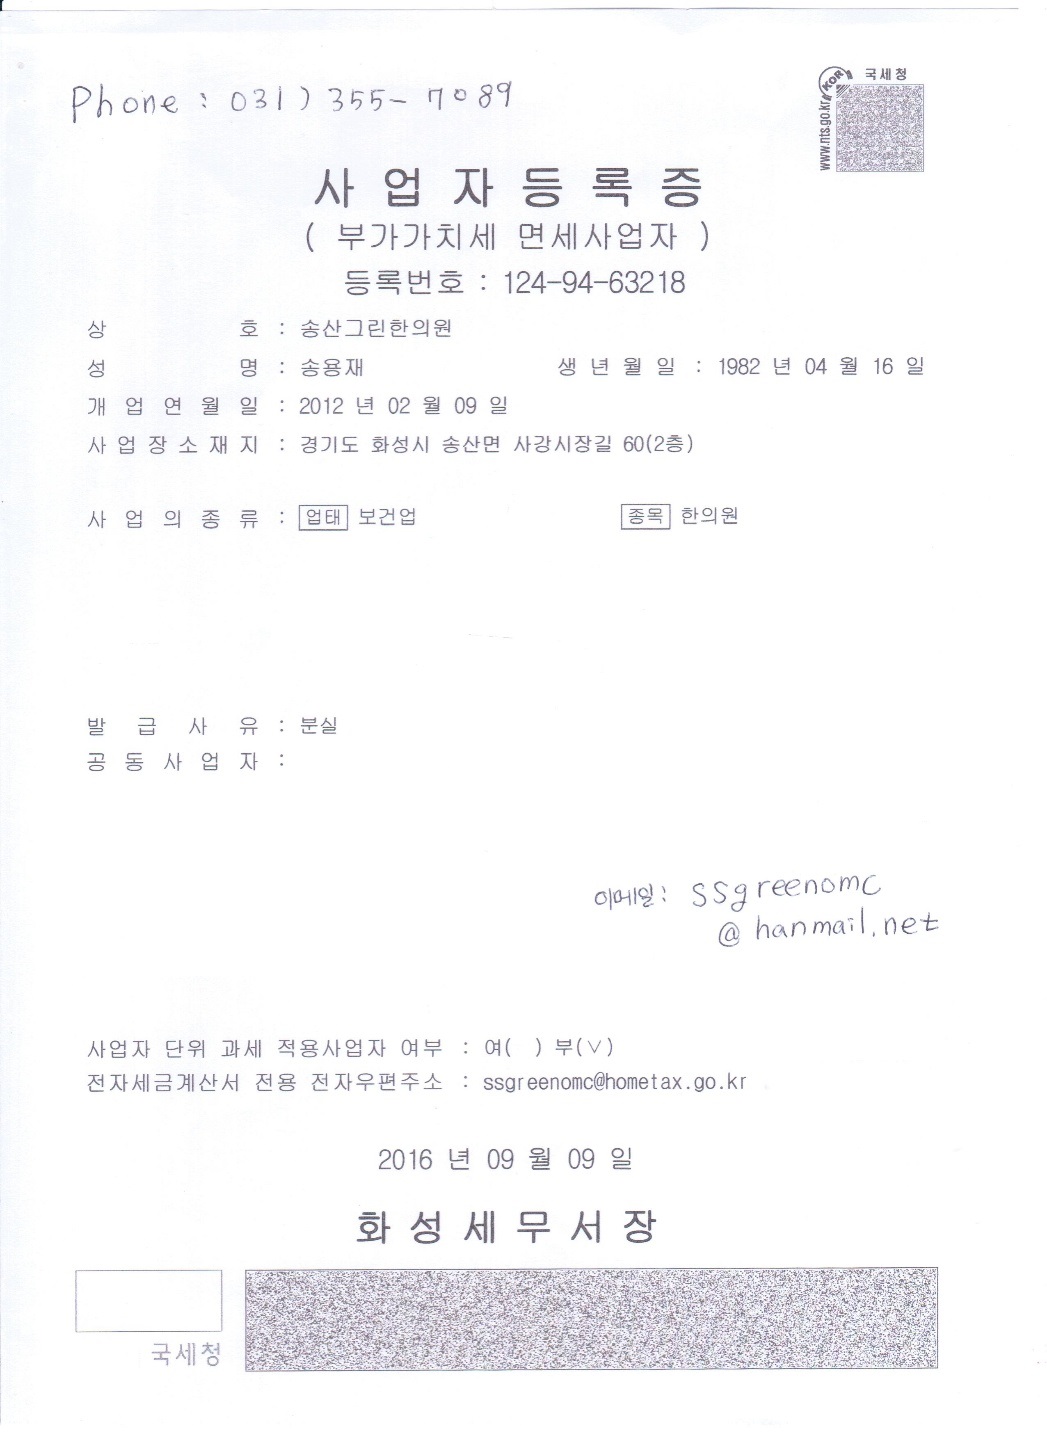 Phone : 031) 355-7089
국세청
KOR
www.nts.go.kr
사업자등록증
( 부가가치세 면세사업자 )
등록번호 : 124-94-63218
상 호 : 송산그린한의원
성 명 : 송용재 생 년 월 일 : 1982 년 04 월 16 일
개 업 연 월 일 : 2012 년 02 월 09 일
사 업 장 소 재 지 : 경기도 화성시 송산면 사강시장길 60(2층)
사 업 의 종 류 : 업태 보건업 종목 한의원
발 급 사 유 : 분실
공 동 사 업 자 :
이메일: ssgreenomc
@ hanmail.net
사업자 단위 과세 적용사업자 여부 : 여( ) 부(∨)
전자세금계산서 전용 전자우편주소 : ssgreenomc@hometax.go.kr
2016 년 09 월 09 일
화성세무서장
국세청